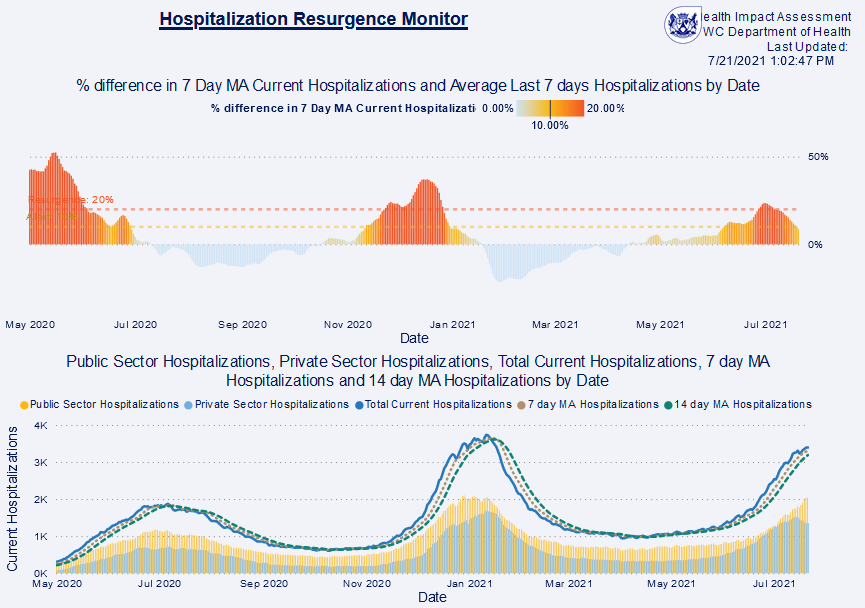 Hospitalization Resurgence Monitor
ealth Impact Assessment
WC Department of Health
Last Updated:
7/21/2021 1:02:47 PM
% difference in 7 Day MA Current Hospitalizations and Average Last 7 days Hospitalizations by Date
% difference in 7 Day MA Current Hospitalizati 0.00% 20.00%
10.00%
50%
Resurgence: 20%
0%
May 2020 Jul 2020 Sep 2020 Nov 2020 Jan 2021 Mar 2021 May 2021 Jul 2021
Date
Public Sector Hospitalizations, Private Sector Hospitalizations, Total Current Hospitalizations, 7 day MA
Hospitalizations and 14 day MA Hospitalizations by Date
Public Sector Hospitalizations Private Sector Hospitalizations Total Current Hospitalizations 7 day MA Hospitalizations 14 day MA Hospitalizations
Current Hospitalizations
4K
3K
2K
1K
0K
May 2020 Jul 2020 Sep 2020 Nov 2020 Jan 2021 Mar 2021 May 2021 Jul 2021
Date